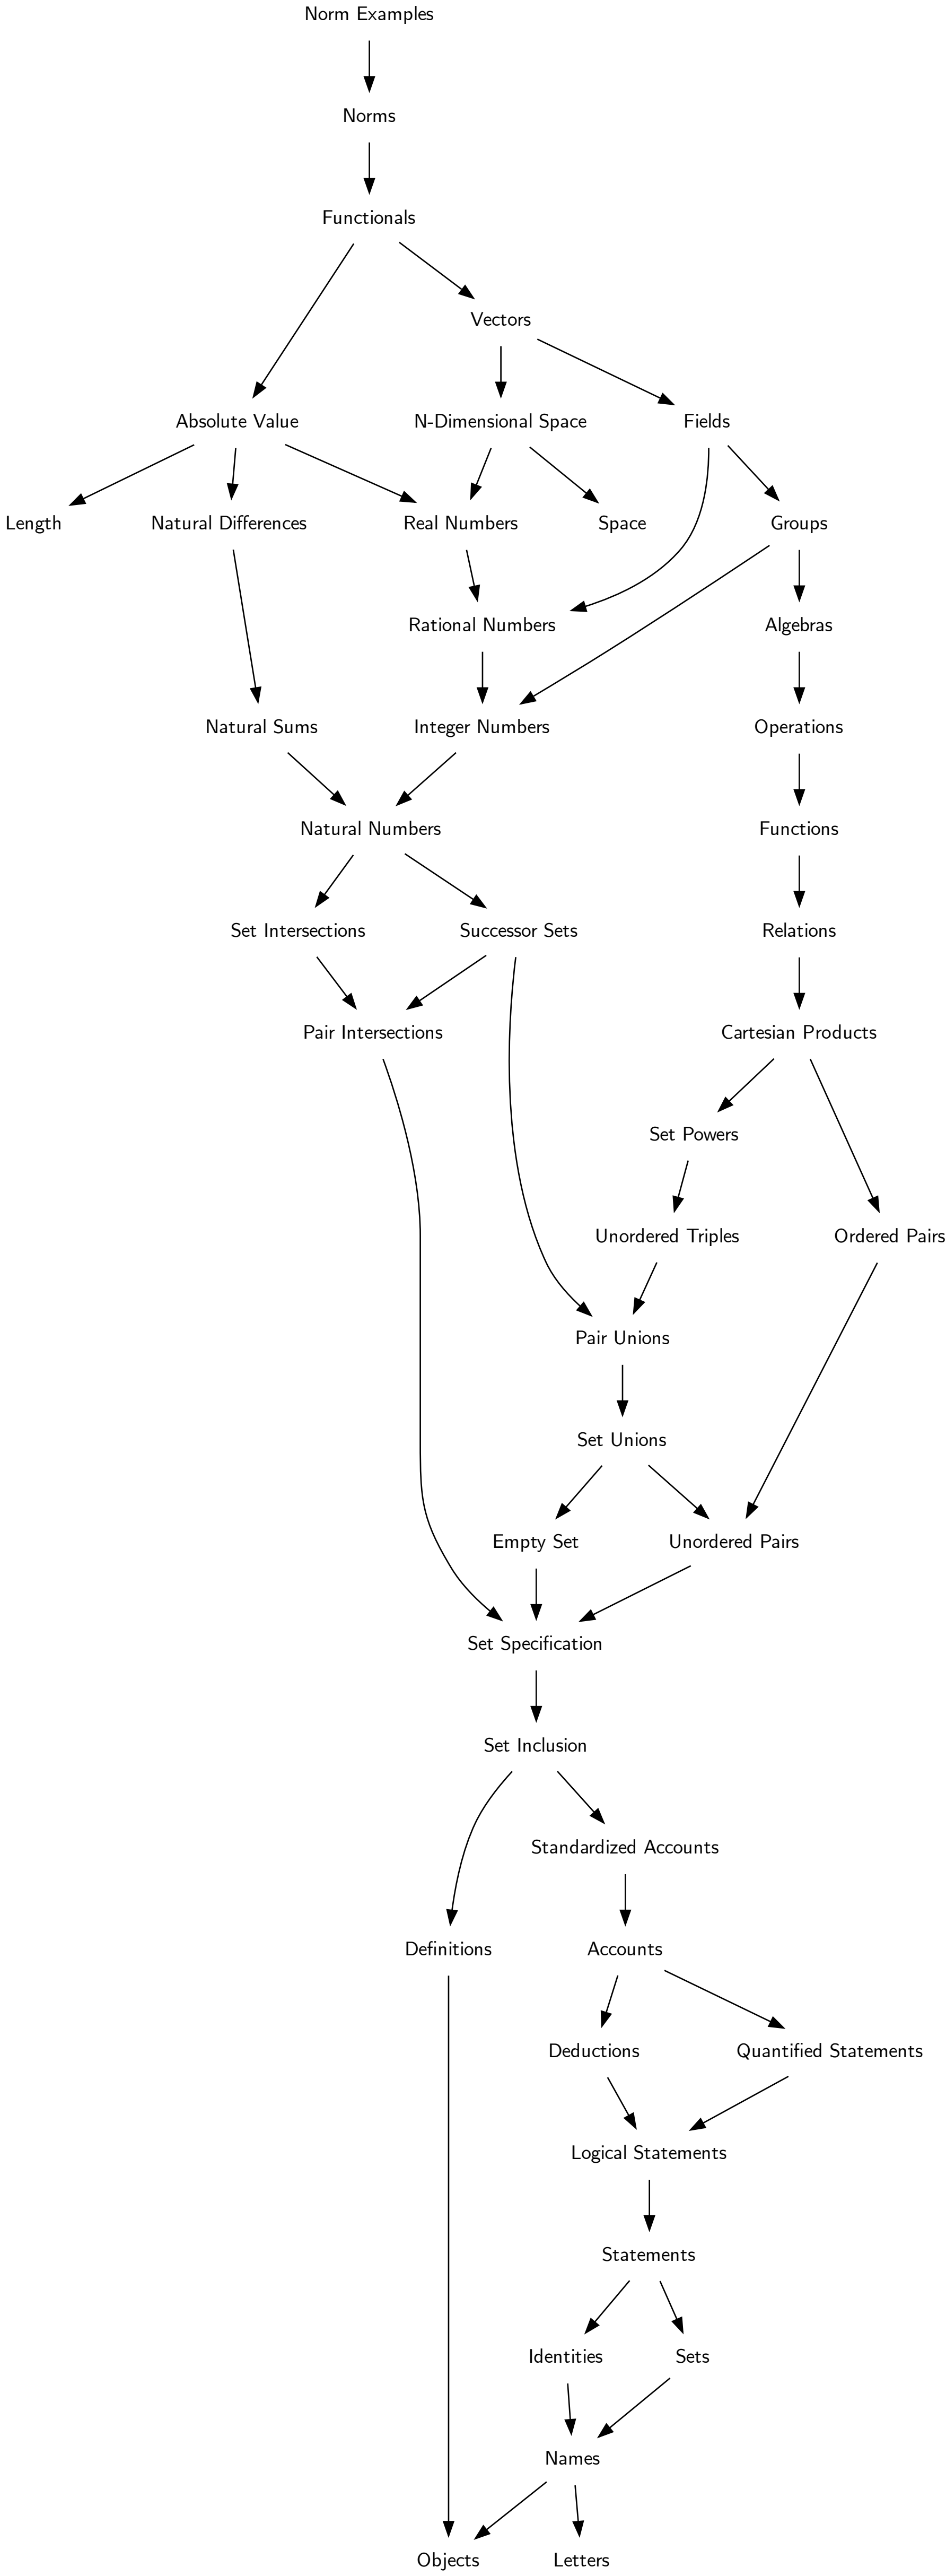 Norm Examples
Norms
Functionals
Vectors
Absolute Value
N-Dimensional Space
Fields
Length
Natural Differences
Real Numbers
Space
Groups
Rational Numbers
Algebras
Natural Sums
Integer Numbers
Operations
Natural Numbers
Functions
Set Intersections
Successor Sets
Relations
Pair Intersections
Cartesian Products
Set Powers
Unordered Triples
Ordered Pairs
Pair Unions
Set Unions
Empty Set
Unordered Pairs
Set Specification
Set Inclusion
Standardized Accounts
Definitions
Accounts
Deductions
Quantified Statements
Logical Statements
Statements
Identities
Sets
Names
Objects
Letters